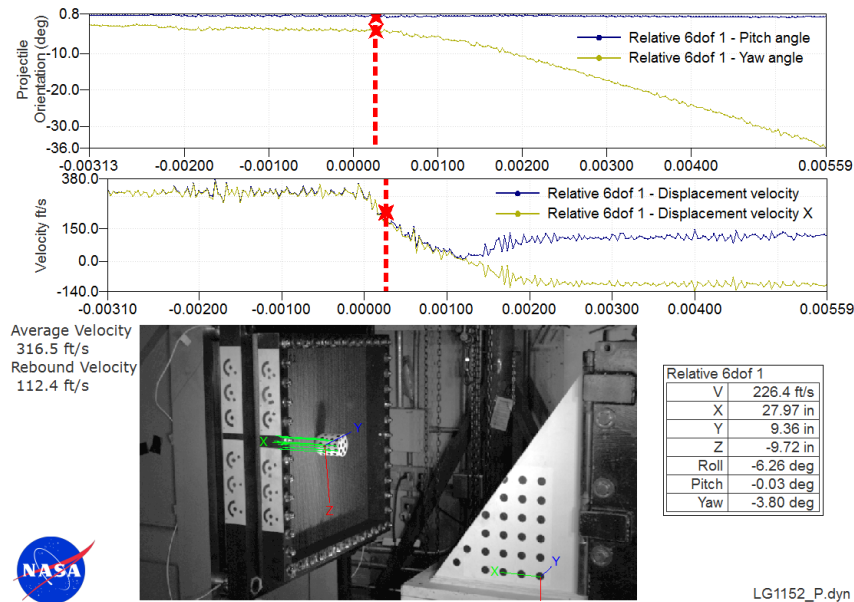 0.8
-10.0
-20.0
-30.0
-36.0
Projectile
Orientation (deg)
Relative 6dof 1 - Pitch angle
Relative 6dof 1 - Yaw angle
-0.003313 -0.00200 -0.00100 0.00000 0.00100 0.00200 0.00300 0.00400 0.00559
380.0
150.0
0.0
-140.0
Velocity ft/s
Relative 6dof 1 - Displacement velocity
Relative 6dof 1 - Displacement velocity X
-0.003310 -0.00200 -0.00100 0.00000 0.00100 0.00200 0.00300 0.00400 0.00559
Average Velocity
316.5 ft/s
Rebound Velocity
112.4 ft/s
X Y
Z
X Y
Relative 6dof 1
V 226.4 ft/s
X 27.97 in
Y 9.36 in
Z -9.72 in
Roll -6.26 deg
Pitch -0.03 deg
Yaw -3.80 deg
NASA
LG1152_P.dyn